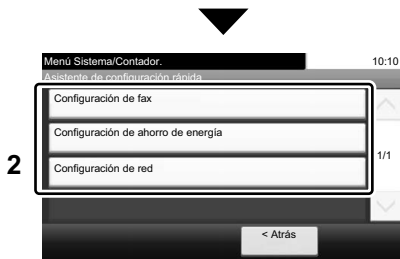 Menú Sistema/Contador.
10:10
Asistente de configuración rápida
Configuración de fax
Configuración de ahorro de energía
1/1
2
Configuración de red
< Atrás